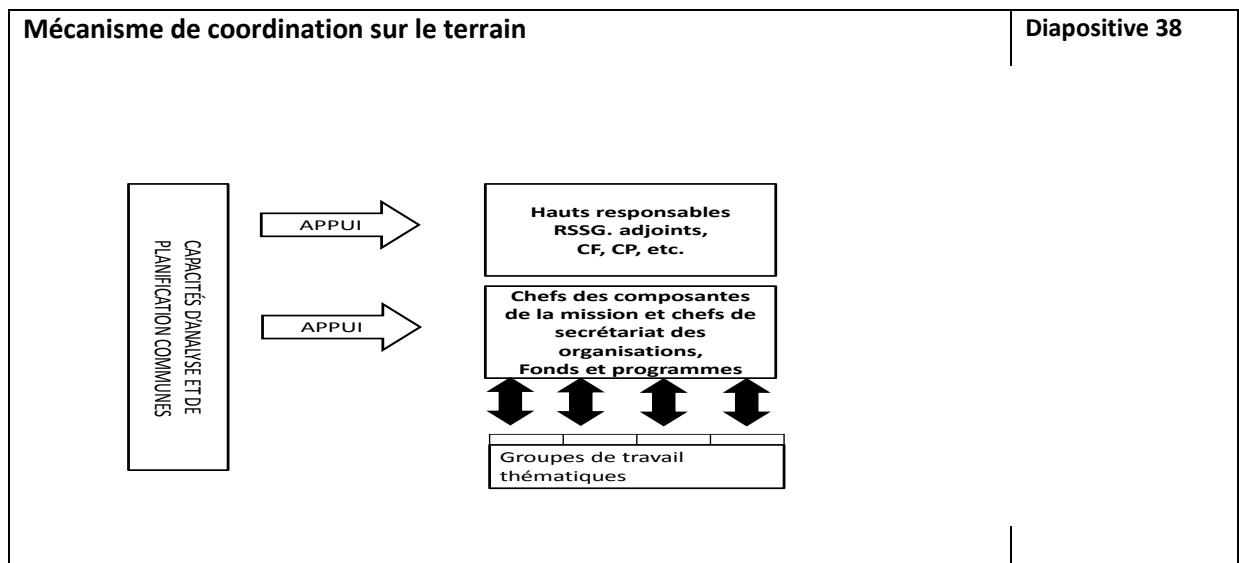 Mécanisme de coordination sur le terrain
Diapositive 38
CAPACITÉS D'ANALYSE ET DE
PLANIFICATION COMMUNES
APPUI
Hauts responsables
RSSG. adjoints,
CF, CP, etc.
APPUI
Chefs des composantes
de la mission et chefs de
secrétariat des
organisations,
Fonds et programmes
Groupes de travail
thématiques